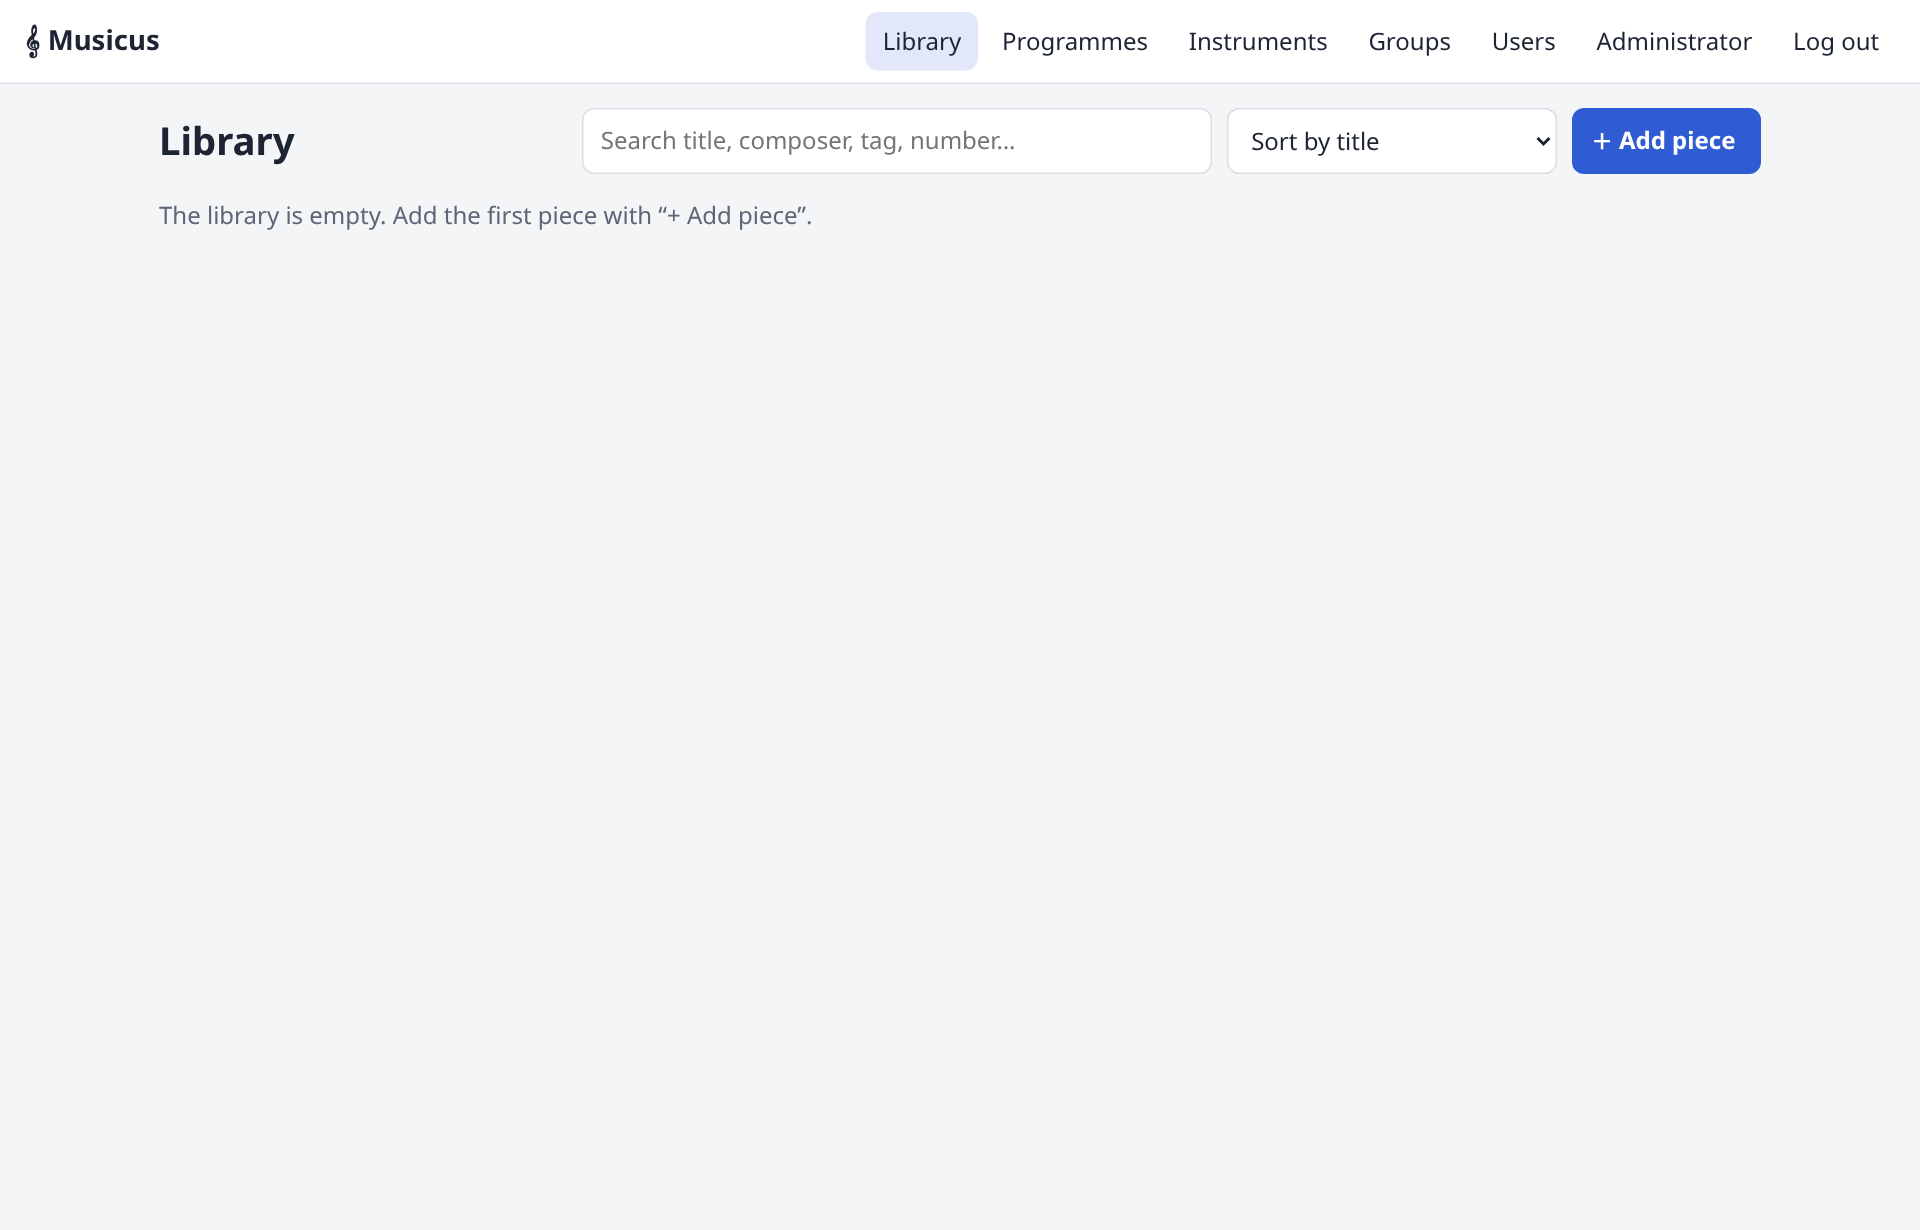 𝄞 Musicus
Library Programmes Instruments Groups Users Administrator Log out
Library
Search title, composer, tag, number…
Sort by title
+ Add piece
The library is empty. Add the first piece with “+ Add piece”.